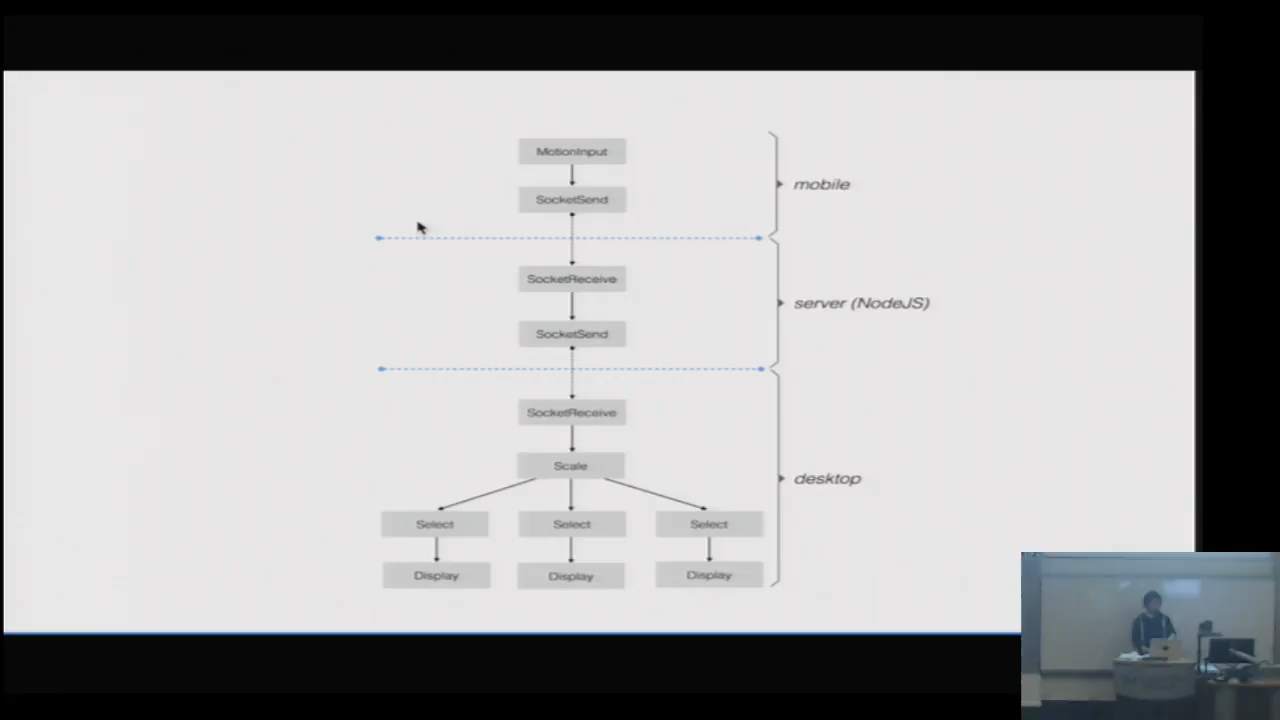 MotionInput
mobile
SocketSend
SocketReceive
server (NodeJS)
SocketSend
SocketReceive
Scale
desktop
Select Select Select
Display Display Display